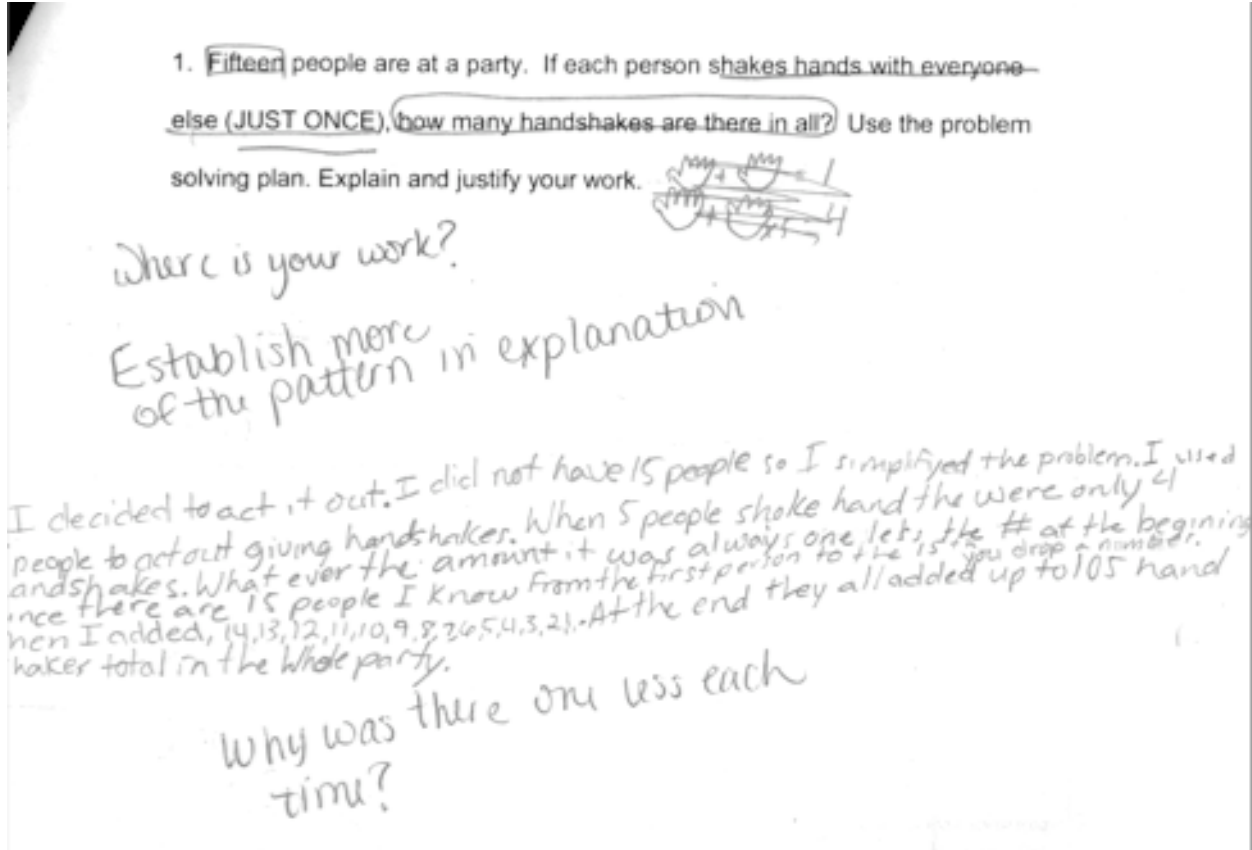 1. Fifteen people are at a party. If each person shakes hands with everyone
else (JUST ONCE), how many handshakes are there in all? Use the problem
solving plan. Explain and justify your work.
+ = 1
+ 4
Where is your work?
Establish more
of the pattern in explanation
I decided to act it out. I did not have 15 people so I simplifyed the problem. I used
people to act out giving handshakes. When 5 people shoke hand the were only 4
andshakes. What ever the amount it was always one less the # at the begining
ince there are 15 people I know From the first person to the 15 you drop a number.
hen I added, 14,13,12,11,10,9,8,7,6,5,4,3,2,1. At the end they all added up to 105 hand
hakes total in the Whole party.
Why was there one less each
time?